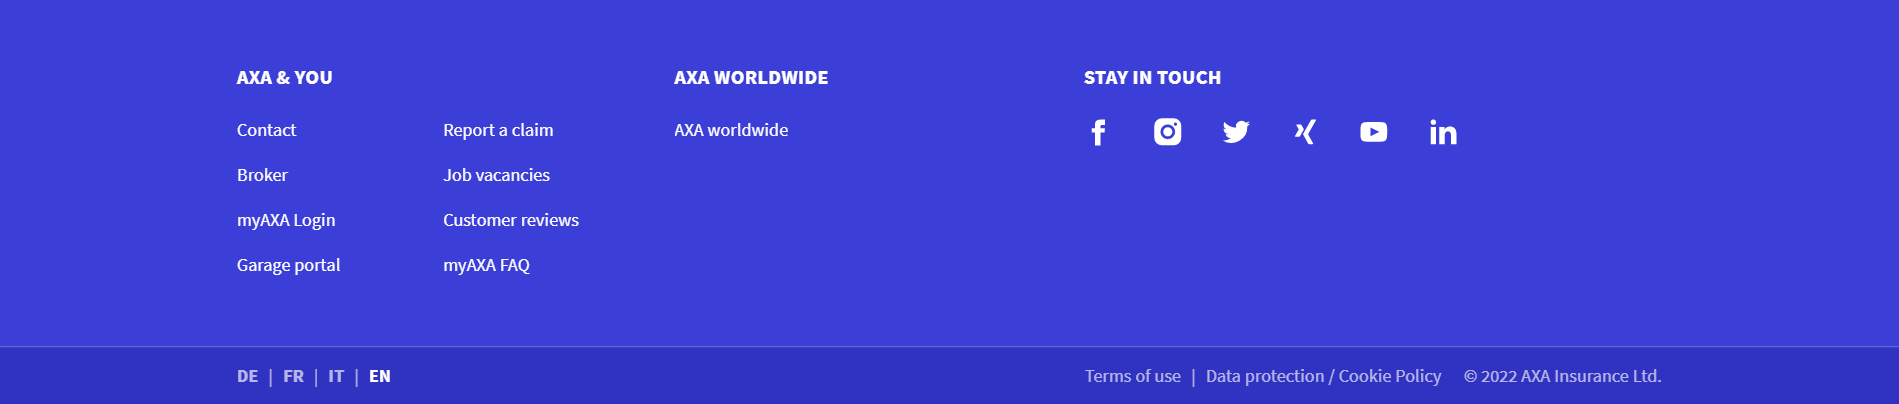 AXA & YOU
Contact
Broker
myAXA Login
Garage portal
Report a claim
Job vacancies
Customer reviews
myAXA FAQ
AXA WORLDWIDE
AXA worldwide
STAY IN TOUCH
DE | FR | IT | EN
Terms of use | Data protection / Cookie Policy © 2022 AXA Insurance Ltd.